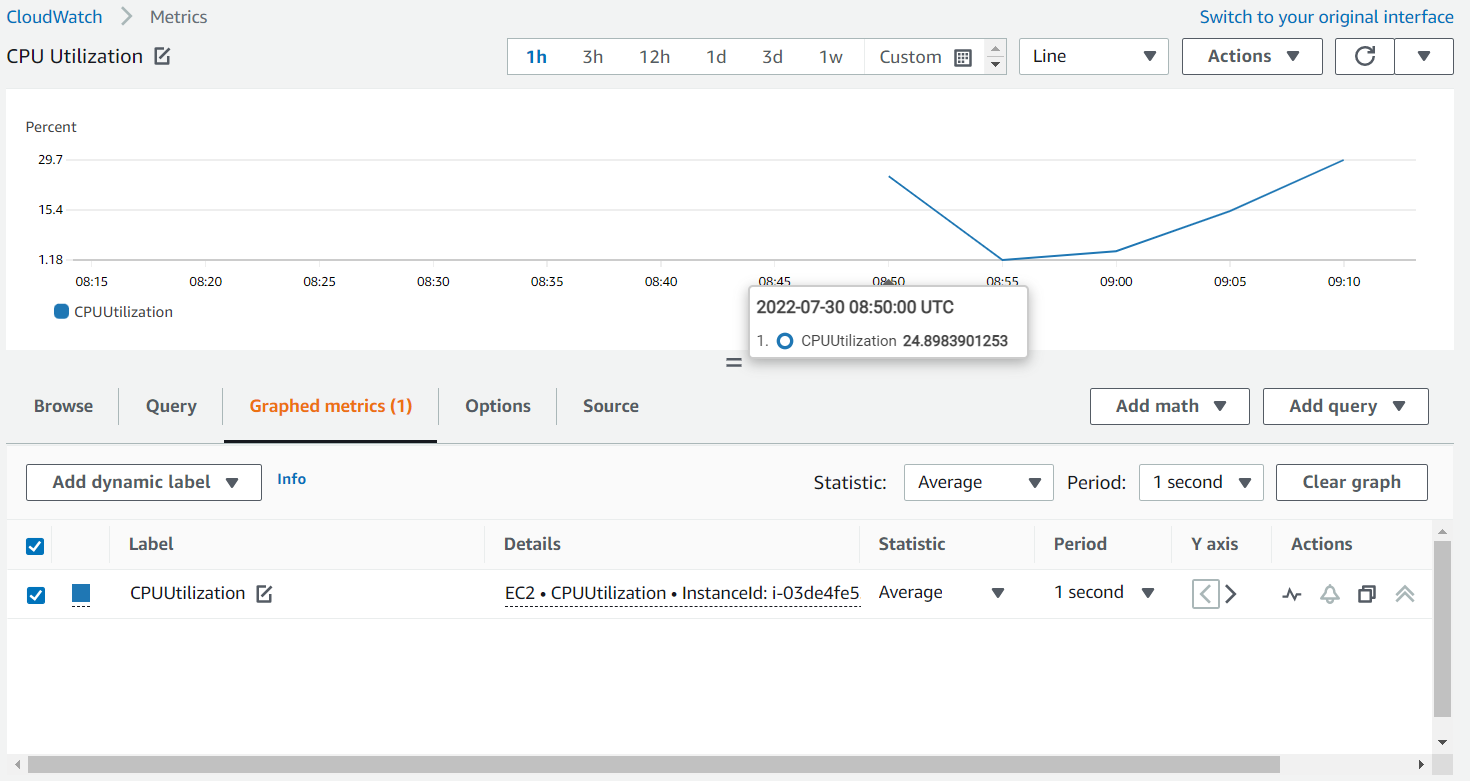 CloudWatch Metrics Switch to your original interface
CPU Utilization 1h 3h 12h 1d 3d 1w Custom Line Actions
Percent
29.7
15.4
1.18
08:15 08:20 08:25 08:30 08:35 08:40 08:45 08:50 08:55 09:00 09:05 09:10
CPUUtilization
2022-07-30 08:50:00 UTC
1. CPUUtilization 24.8983901253
Browse Query Graphed metrics (1) Options Source Add math Add query
Add dynamic label Info Statistic: Average Period: 1 second Clear graph
Label Details Statistic Period Y axis Actions
CPUUtilization EC2 • CPUUtilization • InstanceId: i-03de4fe5 Average 1 second